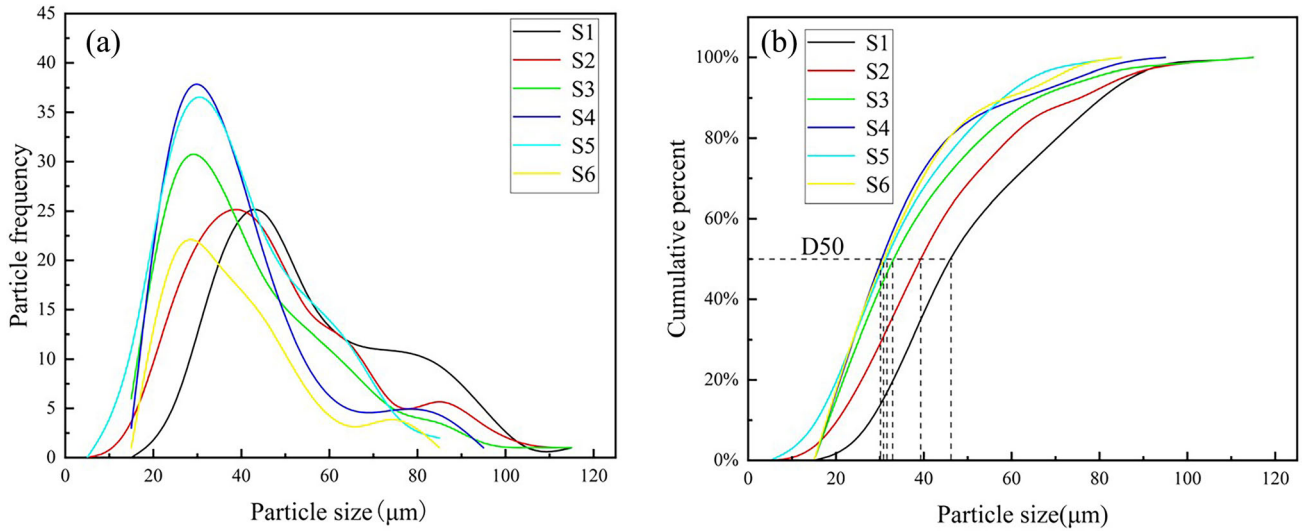 (a)
S1
S2
S3
S4
S5
S6
45
40
35
30
25
20
15
10
5
0
Particle frequency
0 20 40 60 80 100 120
Particle size(μm)
(b)
S1
S2
S3
S4
S5
S6
100%
80%
60%
40%
20%
0%
D50
Cumulative percent
0 20 40 60 80 100 120
Particle size(μm)